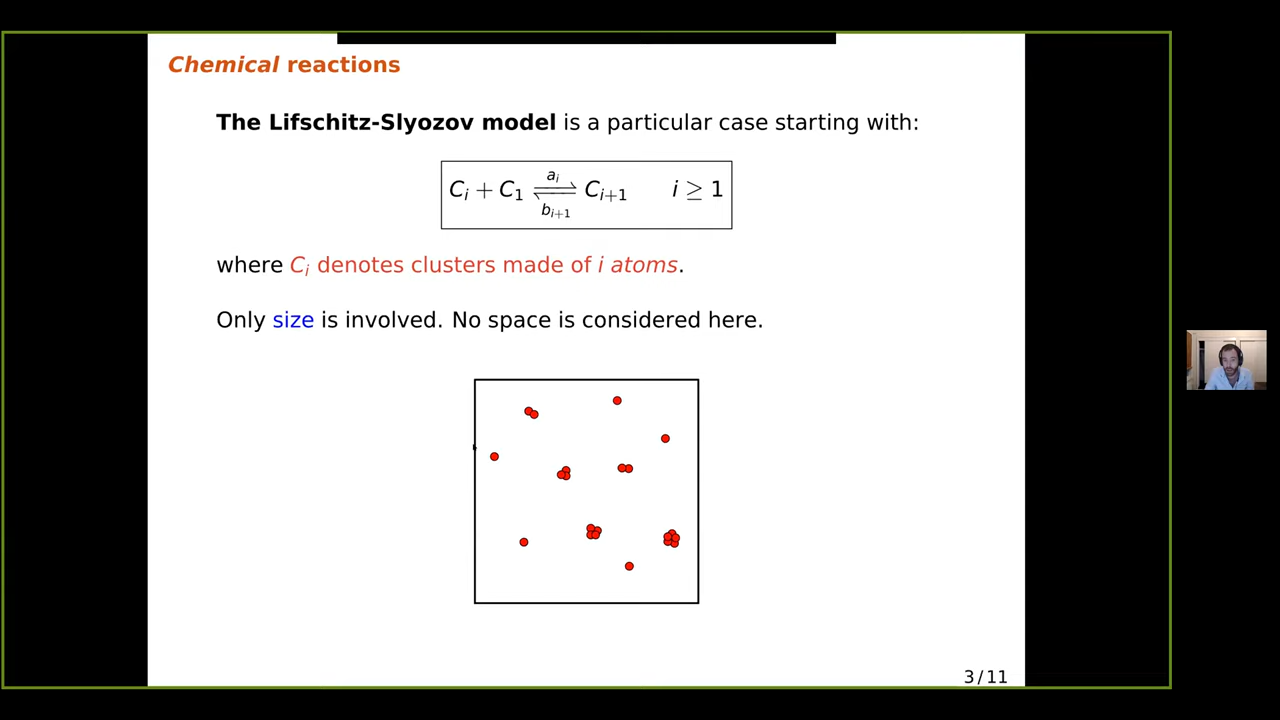 Chemical reactions
The Lifschitz-Slyozov model is a particular case starting with:
C_i + C_1 ⇌ C_{i+1} i ≥ 1
a_i
b_{i+1}
where C_i denotes clusters made of i atoms.
Only size is involved. No space is considered here.
3 / 11